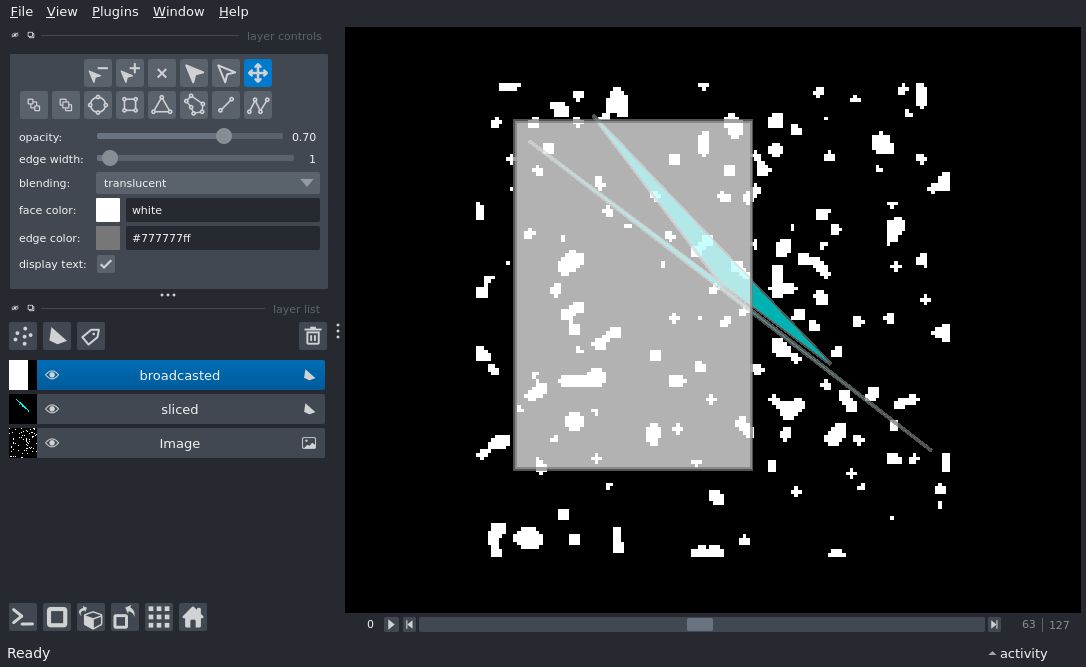 File View Plugins Window Help
layer controls
opacity: 0.70
edge width: 1
blending: translucent
face color: white
edge color: #777777ff
display text:
layer list
broadcasted
sliced
Image
0 63 127
Ready activity